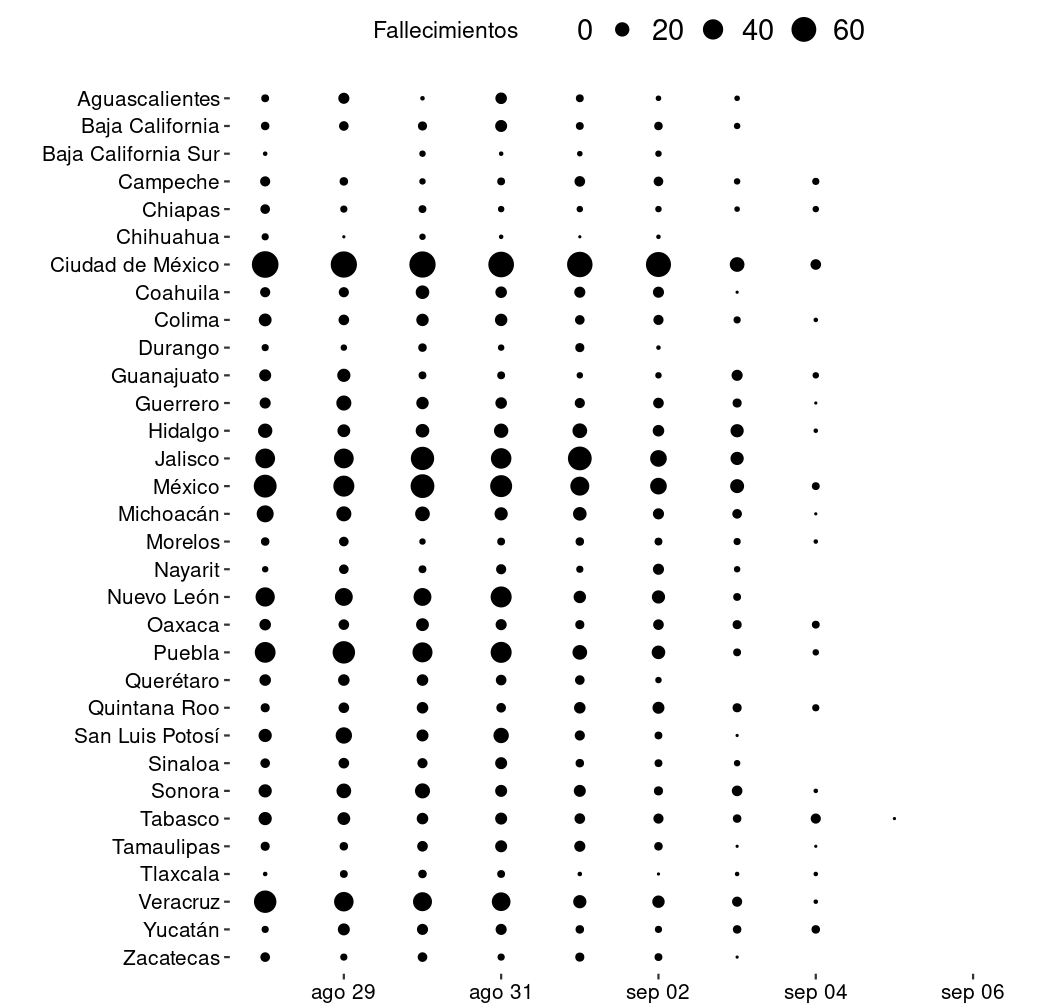 Fallecimientos 0 20 40 60
Aguascalientes
Baja California
Baja California Sur
Campeche
Chiapas
Chihuahua
Ciudad de México
Coahuila
Colima
Durango
Guanajuato
Guerrero
Hidalgo
Jalisco
México
Michoacán
Morelos
Nayarit
Nuevo León
Oaxaca
Puebla
Querétaro
Quintana Roo
San Luis Potosí
Sinaloa
Sonora
Tabasco
Tamaulipas
Tlaxcala
Veracruz
Yucatán
Zacatecas
ago 29 ago 31 sep 02 sep 04 sep 06